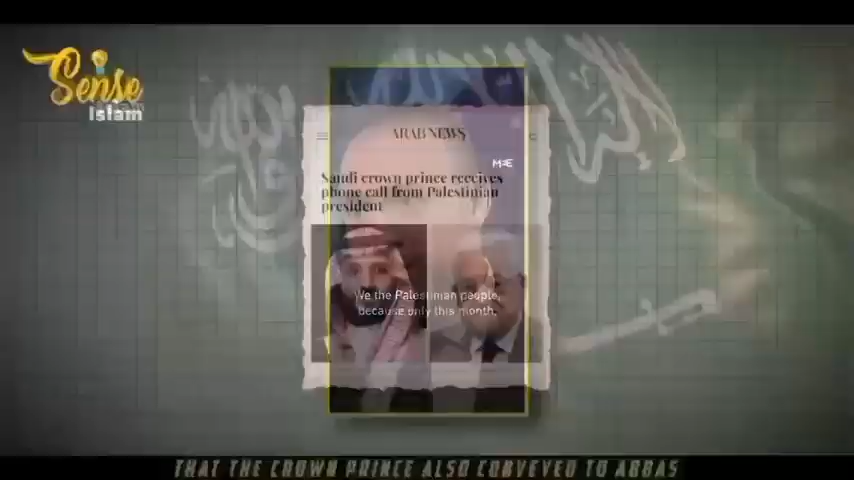 Sense
Islam
ARAB NEWS
MEE
Saudi crown prince receives
phone call from Palestinian
president
We the Palestinian people,
because only this month,
THAT THE CROWN PRINCE ALSO CONVEYED TO ABBAS